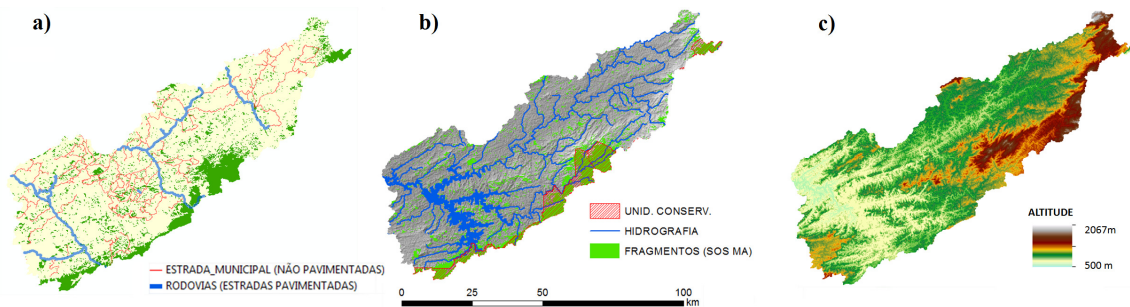 a)
ESTRADA_MUNICIPAL (NÃO PAVIMENTADAS)
RODOVIAS (ESTRADAS PAVIMENTADAS)
b)
UNID. CONSERV.
HIDROGRAFIA
FRAGMENTOS (SOS MA)
0 25 50 100
km
c)
ALTITUDE
2067m
500 m